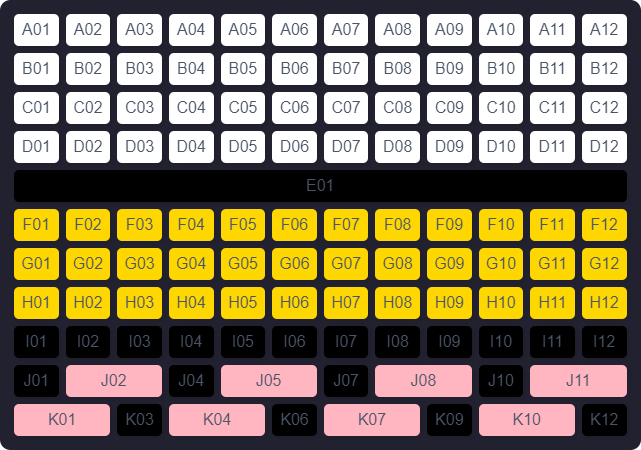 A01 A02 A03 A04 A05 A06 A07 A08 A09 A10 A11 A12
B01 B02 B03 B04 B05 B06 B07 B08 B09 B10 B11 B12
C01 C02 C03 C04 C05 C06 C07 C08 C09 C10 C11 C12
D01 D02 D03 D04 D05 D06 D07 D08 D09 D10 D11 D12
E01
F01 F02 F03 F04 F05 F06 F07 F08 F09 F10 F11 F12
G01 G02 G03 G04 G05 G06 G07 G08 G09 G10 G11 G12
H01 H02 H03 H04 H05 H06 H07 H08 H09 H10 H11 H12
I01 I02 I03 I04 I05 I06 I07 I08 I09 I10 I11 I12
J01 J02 J04 J05 J07 J08 J10 J11
K01 K03 K04 K06 K07 K09 K10 K12